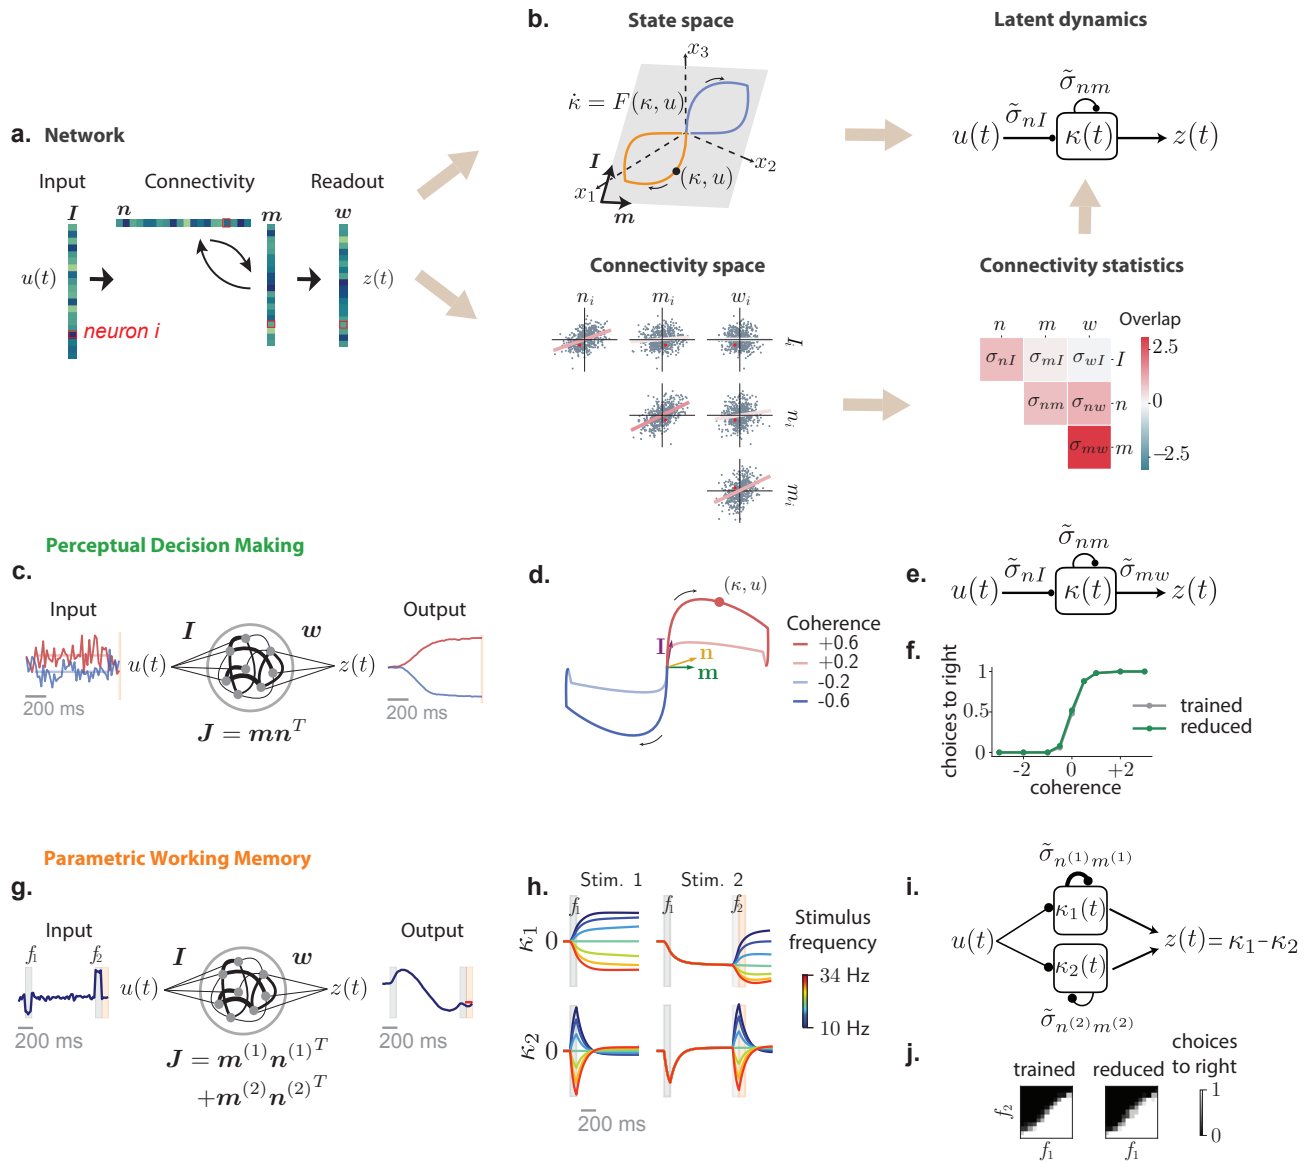 a. Network
Input
Connectivity
Readout
I
n
m
w
u(t)
z(t)
neuron i
b.
State space
κ̇ = F(κ, u)
x₃
x₂
x₁
I
m
(κ, u)
Latent dynamics
σ̃ₙₘ
u(t) σ̃ₙI κ(t) z(t)
Connectivity space
nᵢ mᵢ wᵢ
Iᵢ
nᵢ
mᵢ
Connectivity statistics
n m w
Overlap
σₙI σₘI σ_wI I
σₙₘ σₙw n
σₘw m
2.5
0
−2.5
Perceptual Decision Making
c.
Input
Output
I
w
u(t)
z(t)
200 ms
200 ms
J = mnᵀ
d.
(κ, u)
I
n
m
Coherence
+0.6
+0.2
-0.2
-0.6
e.
σ̃ₙₘ
u(t) σ̃ₙI κ(t) σ̃ₘw z(t)
f.
choices to right
1
0.5
0
-2 0 +2
coherence
trained
reduced
Parametric Working Memory
g.
Input
Output
f₁ f₂
I
w
u(t)
z(t)
200 ms
200 ms
J = m⁽¹⁾n⁽¹⁾ᵀ
+m⁽²⁾n⁽²⁾ᵀ
h.
Stim. 1 Stim. 2
f₁ f₁ f₂
κ₁ 0
κ₂ 0
200 ms
Stimulus
frequency
34 Hz
10 Hz
i.
σ̃ₙ₍₁₎ₘ₍₁₎
κ₁(t)
u(t)
z(t) = κ₁-κ₂
κ₂(t)
σ̃ₙ₍₂₎ₘ₍₂₎
j.
trained reduced
choices
to right
f₂
f₁ f₁
1
0